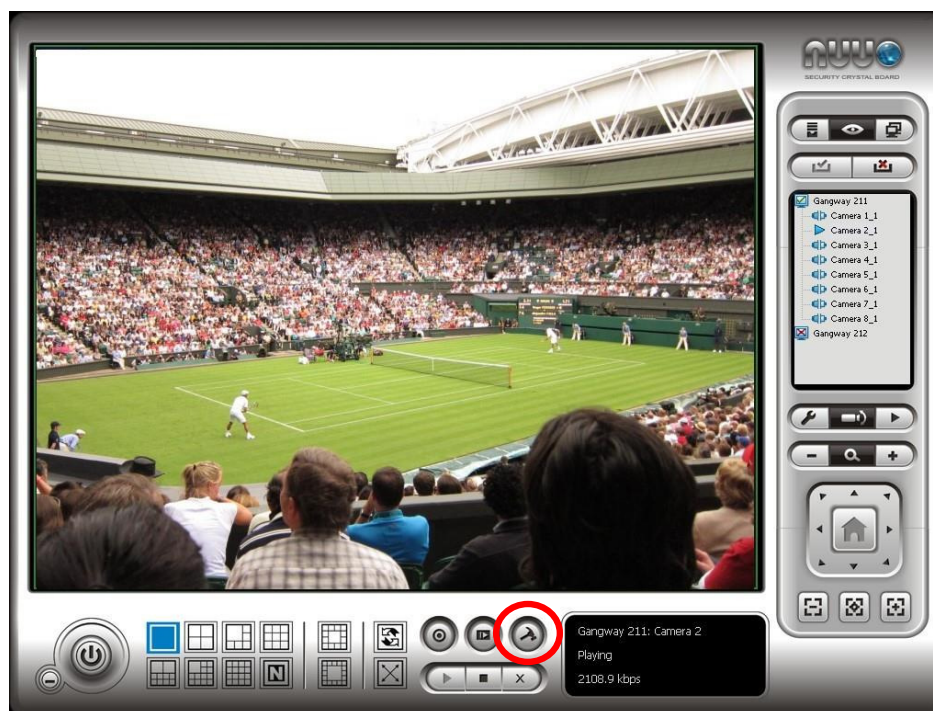 NUUO
SECURITY CRYSTAL BOARD
Gangway 211
Camera 1_1
Camera 2_1
Camera 3_1
Camera 4_1
Camera 5_1
Camera 6_1
Camera 7_1
Camera 8_1
Gangway 212
N
Gangway 211: Camera 2
Playing
2108.9 kbps